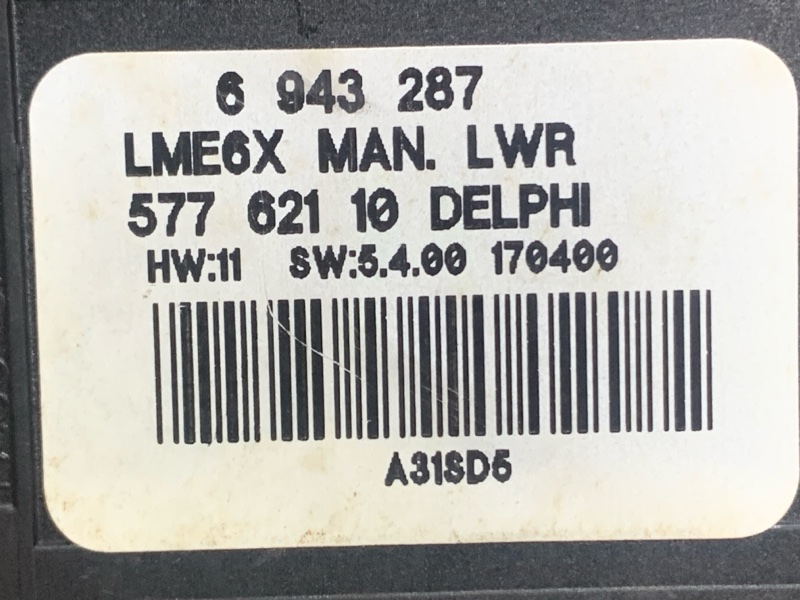 6 943 287
LME6X MAN. LWR
577 621 10 DELPHI
HW:11 SW:5.4.00 170400
A31SD5